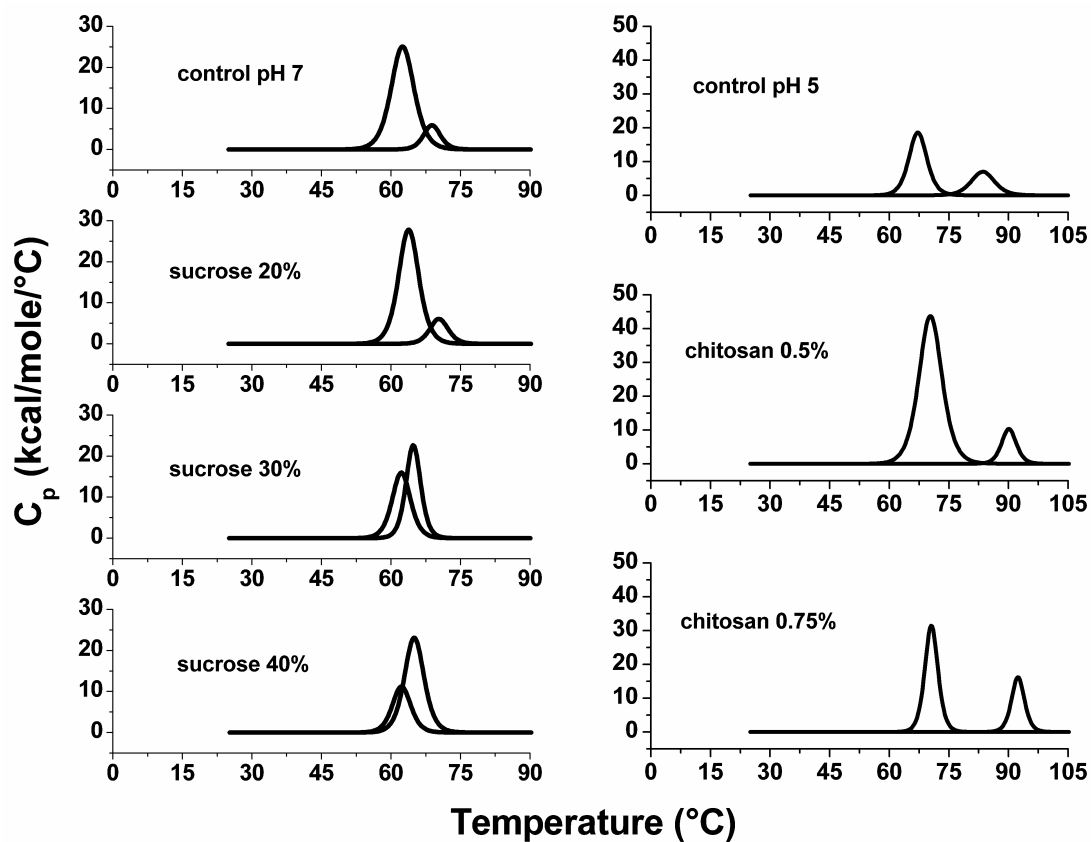 30
20
10
0
control pH 7
0 15 30 45 60 75 90
30
20
10
0
sucrose 20%
0 15 30 45 60 75 90
30
20
10
0
sucrose 30%
0 15 30 45 60 75 90
30
20
10
0
sucrose 40%
0 15 30 45 60 75 90
Cp (kcal/mole/°C)
50
40
30
20
10
0
control pH 5
0 15 30 45 60 75 90 105
50
40
30
20
10
0
chitosan 0.5%
0 15 30 45 60 75 90 105
50
40
30
20
10
0
chitosan 0.75%
0 15 30 45 60 75 90 105
Temperature (°C)